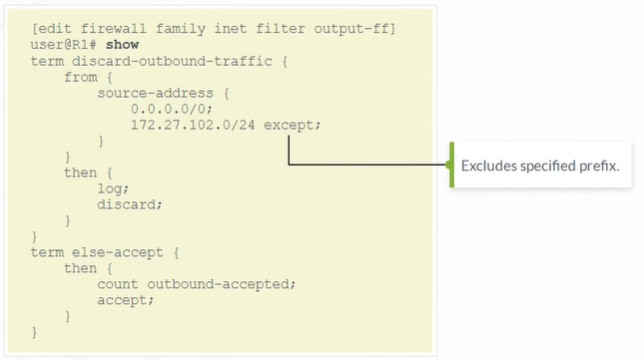 [edit firewall family inet filter output-ff]
user@R1# show
term discard-outbound-traffic {
from {
source-address {
0.0.0.0/0;
172.27.102.0/24 except;
}
}
then {
log;
discard;
}
}
term else-accept {
then {
count outbound-accepted;
accept;
}
}
Excludes specified prefix.